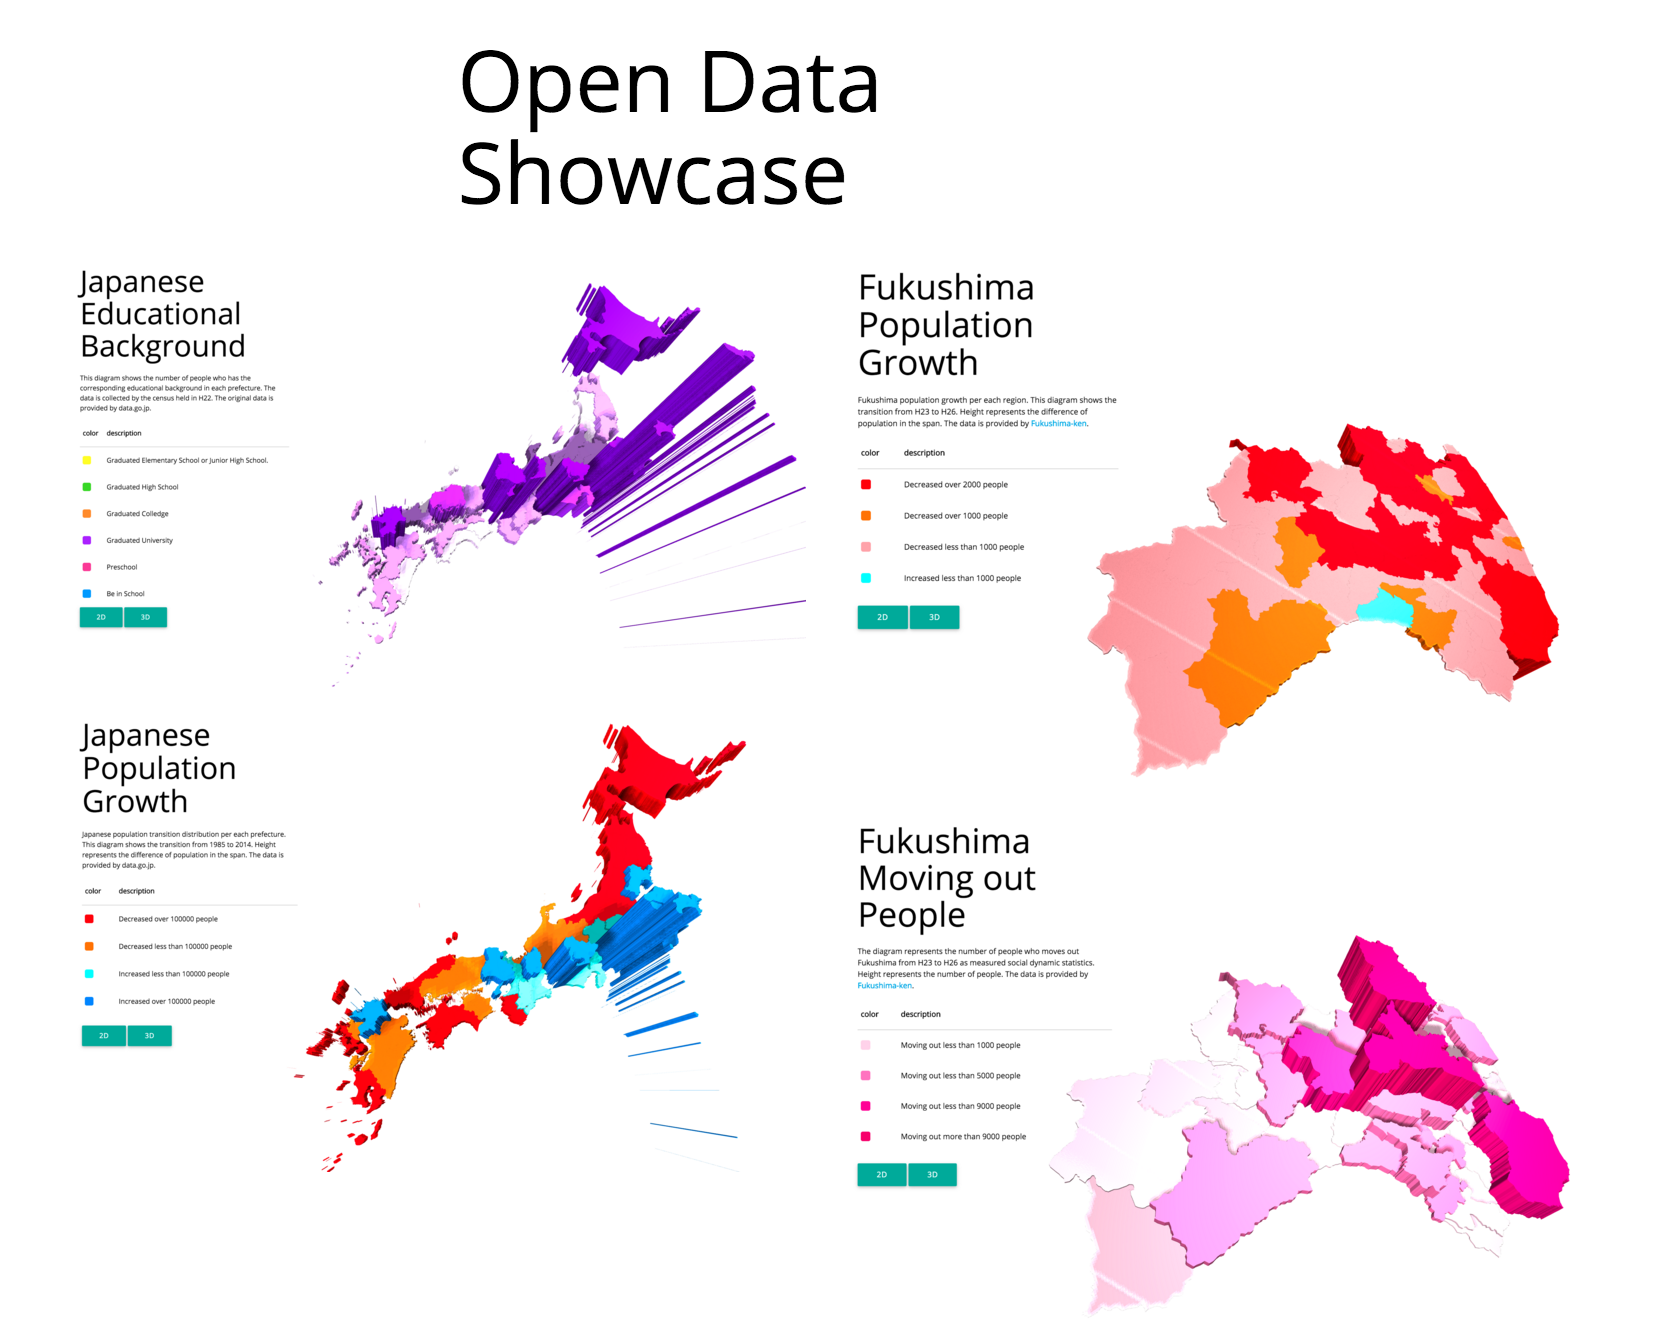 Open Data
Showcase
Japanese
Educational
Background
This diagram shows the number of people who has the
corresponding educational background in each prefecture. The
data is collected by the census held in H22. The original data is
provided by data.go.jp.
color description
Graduated Elementary School or Junior High School.
Graduated High School
Graduated Colledge
Graduated University
Preschool
Be in School
2D 3D
Fukushima
Population
Growth
Fukushima population growth per each region. This diagram shows the
transition from H23 to H26. Height represents the difference of
population in the span. The data is provided by Fukushima-ken.
color description
Decreased over 2000 people
Decreased over 1000 people
Decreased less than 1000 people
Increased less than 1000 people
2D 3D
Japanese
Population
Growth
Japanese population transition distribution per each prefecture.
This diagram shows the transition from 1985 to 2014. Height
represents the difference of population in the span. The data is
provided by data.go.jp.
color description
Decreased over 100000 people
Decreased less than 100000 people
Increased less than 100000 people
Increased over 100000 people
2D 3D
Fukushima
Moving out
People
The diagram represents the number of people who moves out
Fukushima from H23 to H26 as measured social dynamic statistics.
Height represents the number of people. The data is provided by
Fukushima-ken.
color description
Moving out less than 1000 people
Moving out less than 5000 people
Moving out less than 9000 people
Moving out more than 9000 people
2D 3D